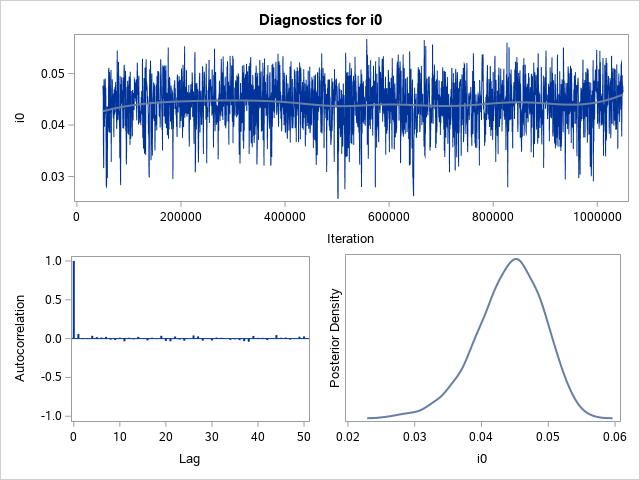 Diagnostics for i0
i0
0.05
0.04
0.03
0 200000 400000 600000 800000 1000000
Iteration
Autocorrelation
1.0
0.5
0.0
-0.5
-1.0
0 10 20 30 40 50
Lag
Posterior Density
0.02 0.03 0.04 0.05 0.06
i0